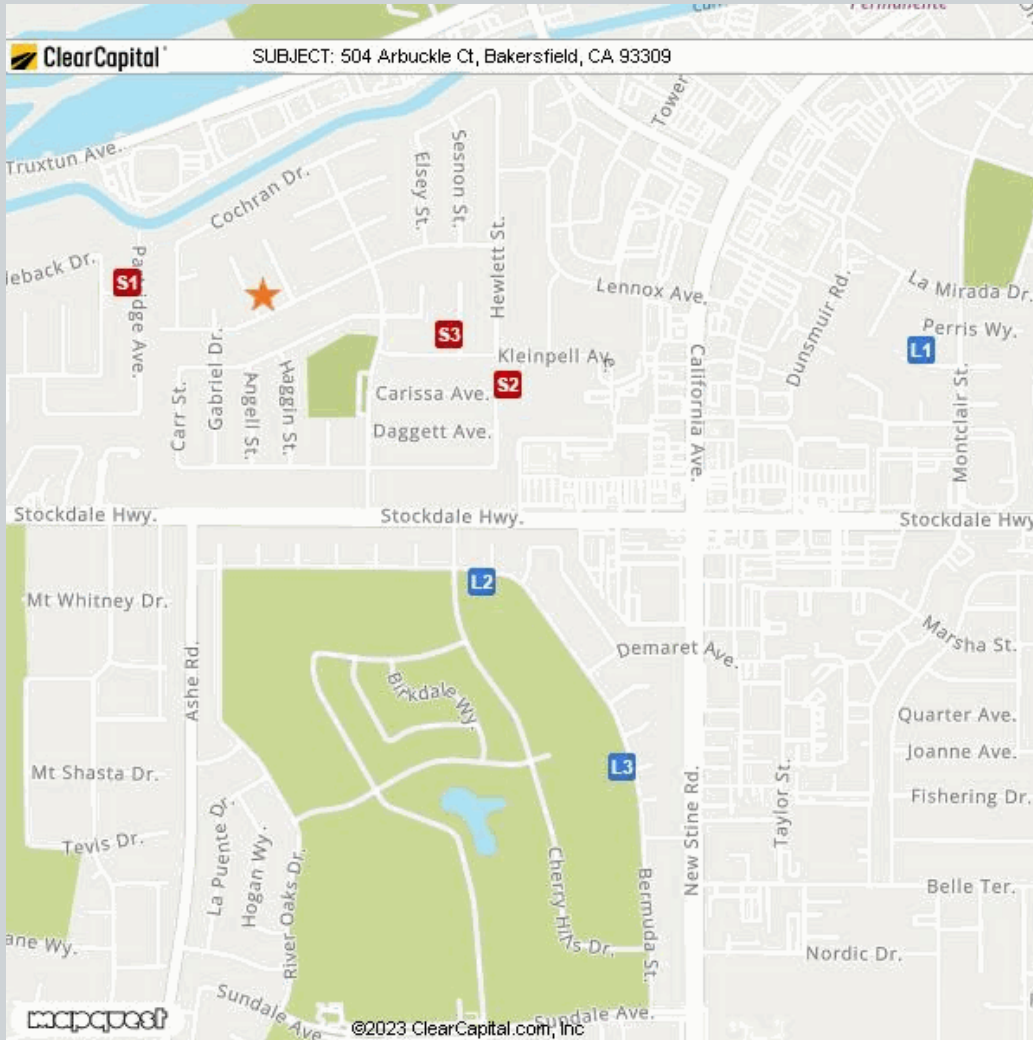 Permanente
ClearCapital
SUBJECT: 504 Arbuckle Ct, Bakersfield, CA 93309
Tower
Truxtun Ave.
Cochran Dr.
Elsey St.
Sesnon St.
Hewlett St.
leback Dr.
S1
Partridge Ave.
Lennox Ave.
Dunsmuir Rd.
La Mirada Dr.
Perris Wy.
L1
S3
Kleinpell Ave.
S2
California Ave.
Montclair St.
Carr St.
Gabriel Dr.
Angell St.
Haggin St.
Carissa Ave.
Daggett Ave.
Stockdale Hwy.
Stockdale Hwy.
Stockdale Hwy
L2
Mt Whitney Dr.
Ashe Rd.
Demaret Ave.
Marsha St.
Birkdale Wy.
Quarter Ave.
Joanne Ave.
L3
Mt Shasta Dr.
New Stine Rd.
Taylor St.
Fishering Dr.
Tevis Dr.
La Puente Dr.
Hogan Wy.
River Oaks Dr.
Cherry Hills Dr.
Bermuda St.
Belle Ter.
ane Wy.
Nordic Dr.
Sundale Ave
Sundale Ave.
mapquest
©2023 ClearCapital.com, Inc